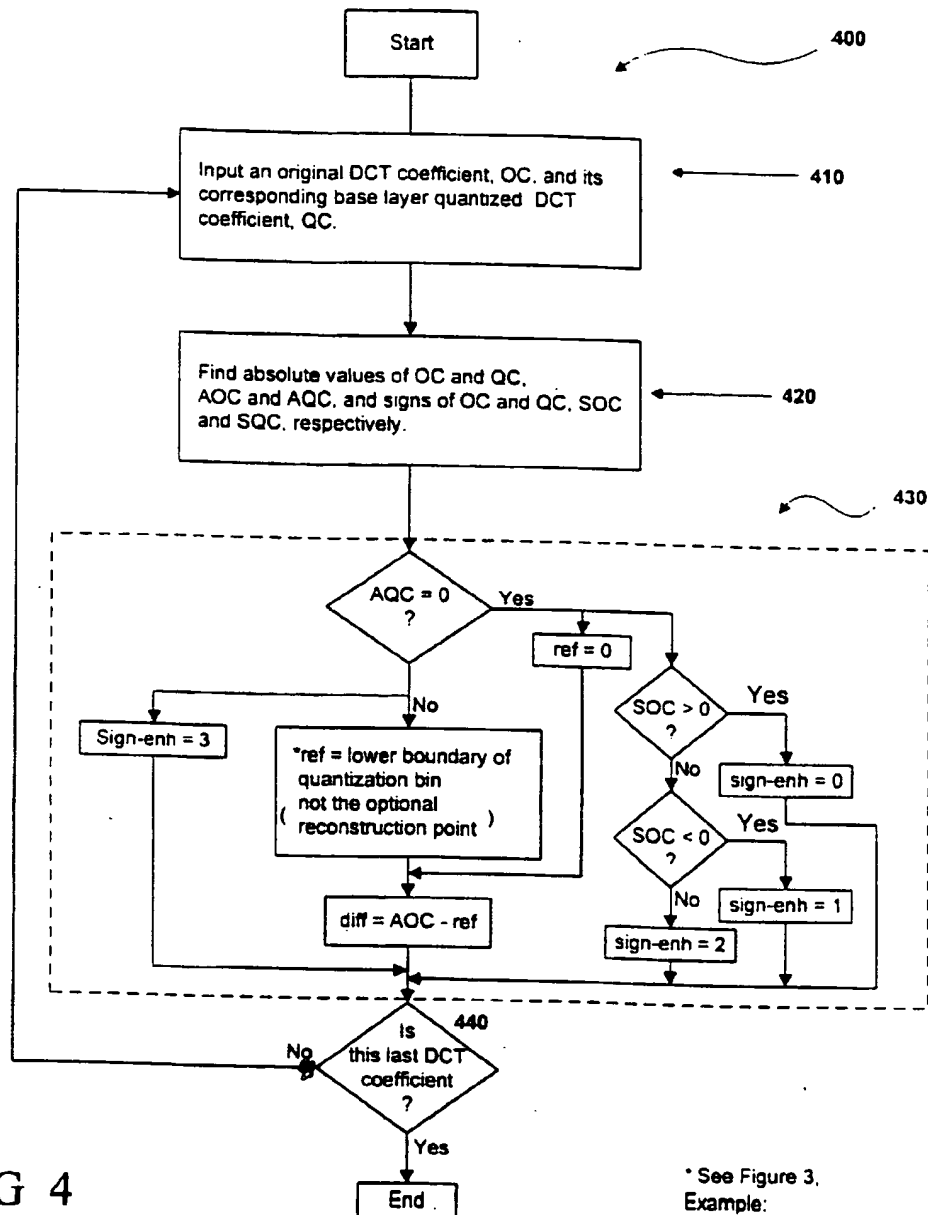 Start
400
Input an original DCT coefficient, OC, and its
corresponding base layer quantized DCT
coefficient, QC.
410
Find absolute values of OC and QC,
AOC and AQC, and signs of OC and QC, SOC
and SQC, respectively.
420
430
AQC = 0
?
Yes
ref = 0
No
Sign-enh = 3
*ref = lower boundary of
quantization bin
not the optional
( reconstruction point )
SOC > 0
?
Yes
sign-enh = 0
No
SOC < 0
?
Yes
sign-enh = 1
No
sign-enh = 2
diff = AOC - ref
440
Is
this last DCT
coefficient
?
No
Yes
End
G 4
* See Figure 3,
Example: